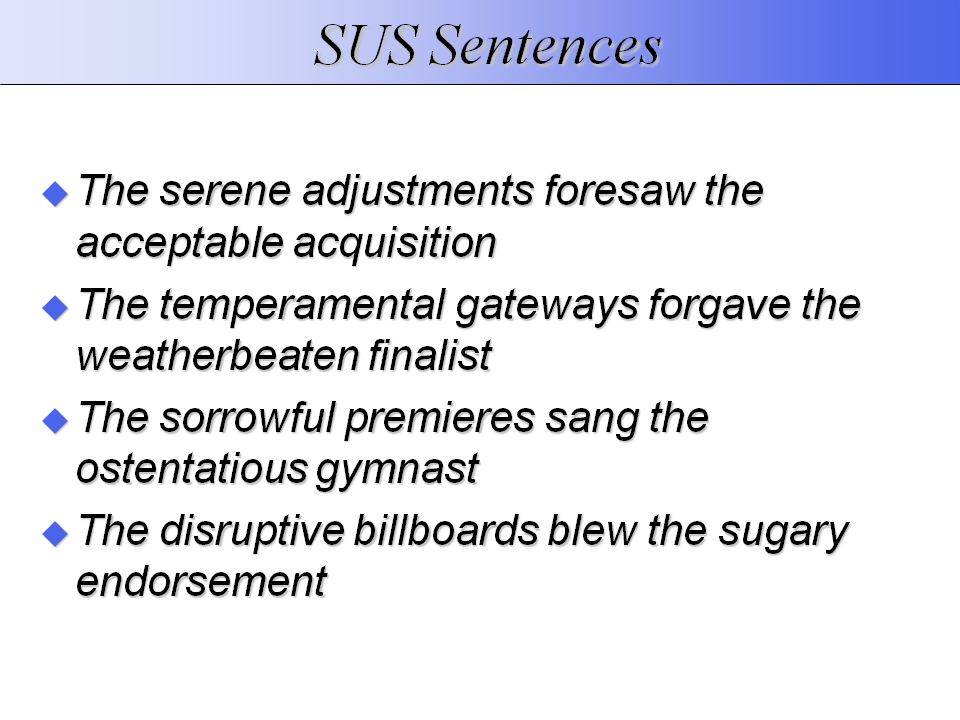 SUS Sentences
The serene adjustments foresaw the
acceptable acquisition
The temperamental gateways forgave the
weatherbeaten finalist
The sorrowful premieres sang the
ostentatious gymnast
The disruptive billboards blew the sugary
endorsement